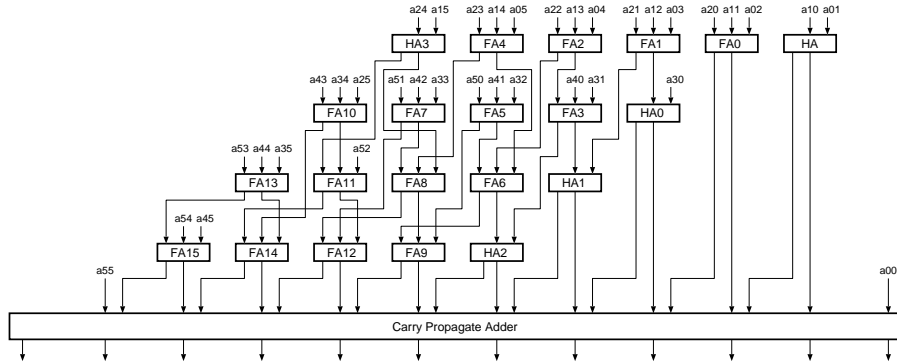 a24 a15 a23 a14 a05 a22 a13 a04 a21 a12 a03 a20 a11 a02 a10 a01
HA3 FA4 FA2 FA1 FA0 HA
a43 a34 a25 a51 a42 a33 a50 a41 a32 a40 a31 a30
FA10 FA7 FA5 FA3 HA0
a53 a44 a35 a52
FA13 FA11 FA8 FA6 HA1
a54 a45
FA15 FA14 FA12 FA9 HA2
a55 a00
Carry Propagate Adder